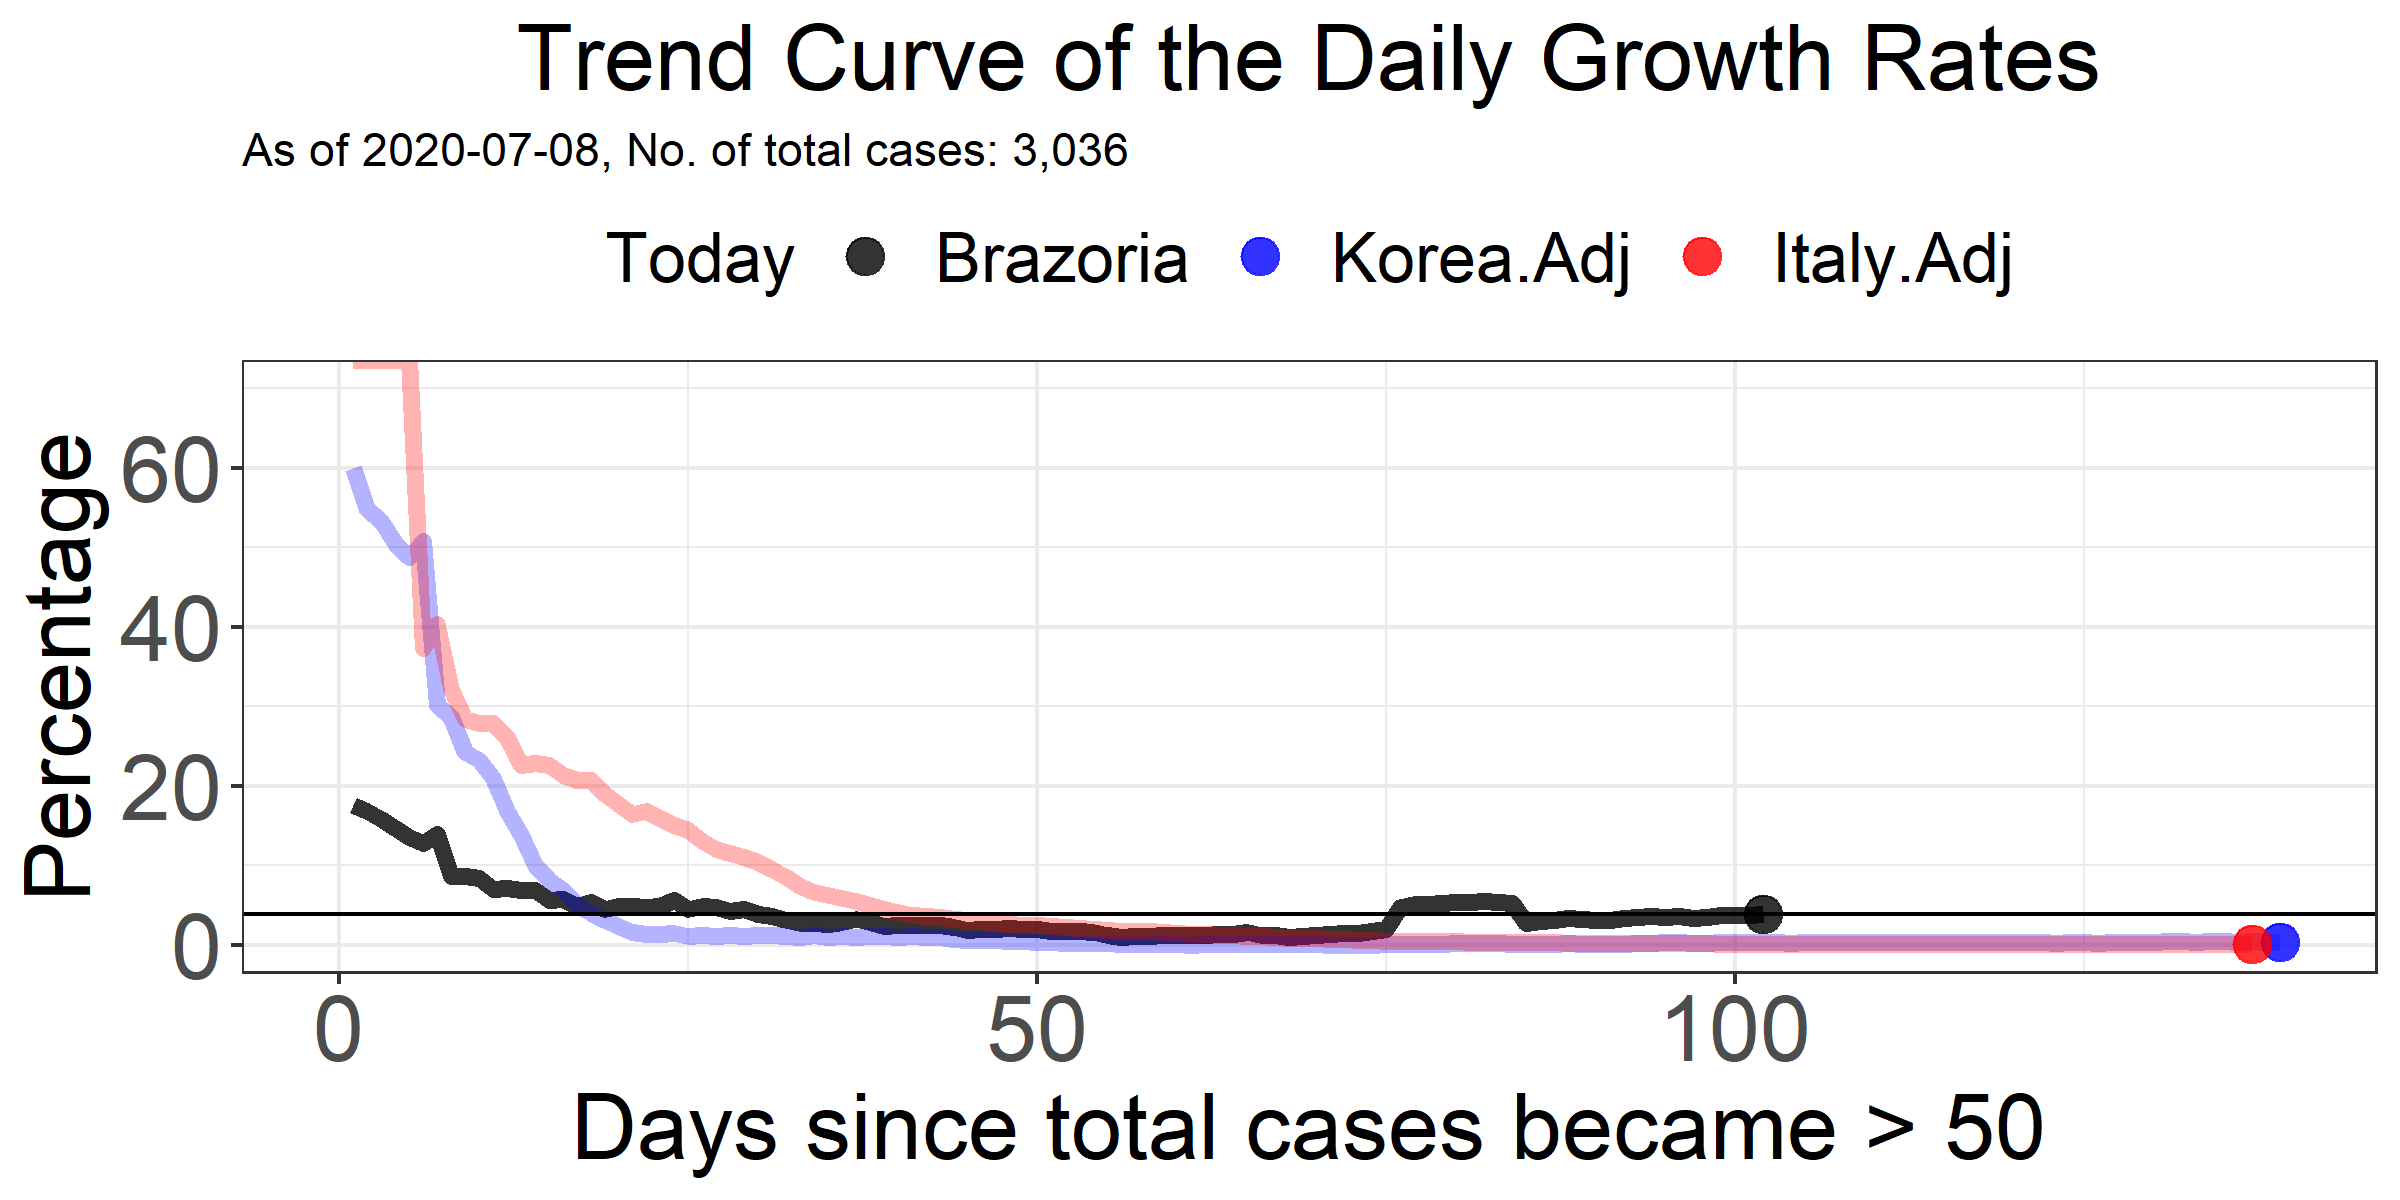 Trend Curve of the Daily Growth Rates
As of 2020-07-08, No. of total cases: 3,036
Today Brazoria Korea.Adj Italy.Adj
Percentage
60
40
20
0
0 50 100
Days since total cases became > 50